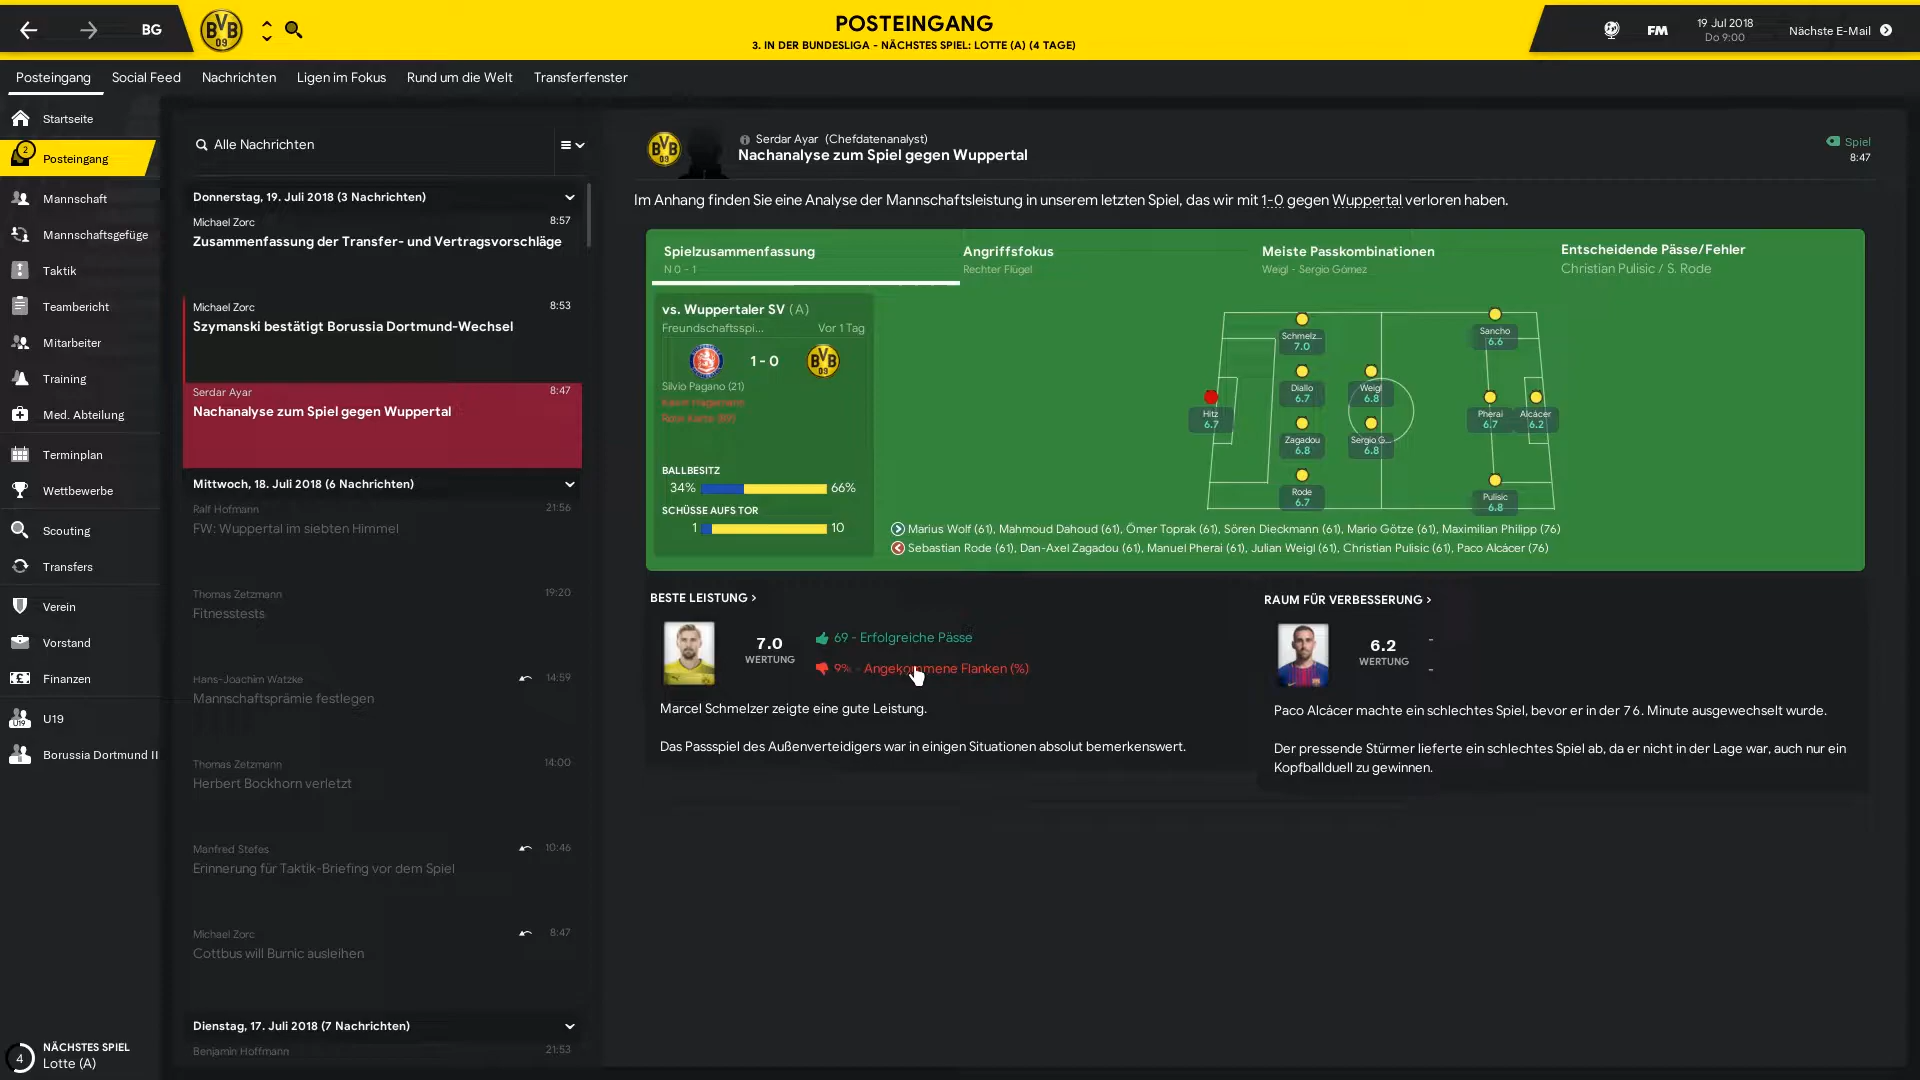 BG
POSTEINGANG
3. IN DER BUNDESLIGA - NÄCHSTES SPIEL: LOTTE (A) (4 TAGE)
FM
19 Jul 2018
Do 9:00
Nächste E-Mail
Posteingang
Social Feed
Nachrichten
Ligen im Fokus
Rund um die Welt
Transferfenster
Startseite
2
Posteingang
Mannschaft
Mannschaftsgefüge
Taktik
Teambericht
Mitarbeiter
Training
Med. Abteilung
Terminplan
Wettbewerbe
Scouting
Transfers
Verein
Vorstand
Finanzen
U19
Borussia Dortmund II
4
NÄCHSTES SPIEL
Lotte (A)
Alle Nachrichten
Donnerstag, 19. Juli 2018 (3 Nachrichten)
Michael Zorc 8:57
Zusammenfassung der Transfer- und Vertragsvorschläge
Michael Zorc 8:53
Szymanski bestätigt Borussia Dortmund-Wechsel
Serdar Ayar 8:47
Nachanalyse zum Spiel gegen Wuppertal
Mittwoch, 18. Juli 2018 (6 Nachrichten)
Ralf Hofmann 21:56
FW: Wuppertal im siebten Himmel
Thomas Zetzmann 19:20
Fitnesstests
Hans-Joachim Watzke 14:59
Mannschaftsprämie festlegen
Thomas Zetzmann 14:00
Herbert Bockhorn verletzt
Manfred Stefes 10:46
Erinnerung für Taktik-Briefing vor dem Spiel
Michael Zorc 8:47
Cottbus will Burnic ausleihen
Dienstag, 17. Juli 2018 (7 Nachrichten)
Benjamin Hoffmann 21:53
BVB 09
Serdar Ayar (Chefdatenanalyst)
Nachanalyse zum Spiel gegen Wuppertal
Spiel
8:47
Im Anhang finden Sie eine Analyse der Mannschaftsleistung in unserem letzten Spiel, das wir mit 1-0 gegen Wuppertal verloren haben.
Spielzusammenfassung
N 0 - 1
Angriffsfokus
Rechter Flügel
Meiste Passkombinationen
Weigl - Sergio Gómez
Entscheidende Pässe/Fehler
Christian Pulisic / S. Rode
vs. Wuppertaler SV (A)
Freundschaftsspi... Vor 1 Tag
1 - 0
Silvio Pagano (21)
BALLBESITZ
34% 66%
SCHÜSSE AUFS TOR
1 10
Schmelz...
7.0
Sancho
6.6
Diallo
6.7
Weigl
6.8
Hitz
6.7
Pherai
6.7
Alcácer
6.2
Zagadou
6.8
Sergio G...
6.8
Rode
6.7
Pulisic
6.8
Marius Wolf (61), Mahmoud Dahoud (61), Ömer Toprak (61), Sören Dieckmann (61), Mario Götze (61), Maximilian Philipp (76)
Sebastian Rode (61), Dan-Axel Zagadou (61), Manuel Pherai (61), Julian Weigl (61), Christian Pulisic (61), Paco Alcácer (76)
BESTE LEISTUNG >
7.0
WERTUNG
69 - Erfolgreiche Pässe
9% - Angekommene Flanken (%)
Marcel Schmelzer zeigte eine gute Leistung.
Das Passspiel des Außenverteidigers war in einigen Situationen absolut bemerkenswert.
RAUM FÜR VERBESSERUNG >
6.2
WERTUNG
-
-
Paco Alcácer machte ein schlechtes Spiel, bevor er in der 76. Minute ausgewechselt wurde.
Der pressende Stürmer lieferte ein schlechtes Spiel ab, da er nicht in der Lage war, auch nur ein
Kopfballduell zu gewinnen.